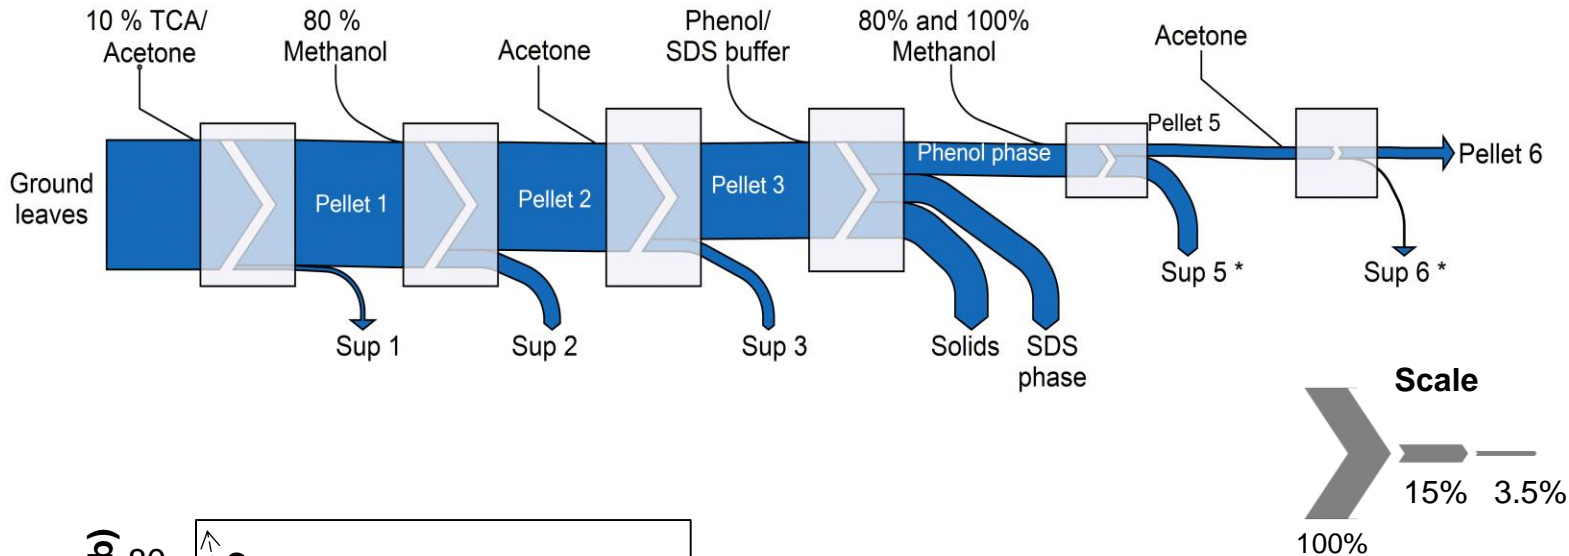 10 % TCA/
Acetone
80 %
Methanol
Acetone
Phenol/
SDS buffer
80% and 100%
Methanol
Acetone
Ground
leaves
Pellet 1
Pellet 2
Pellet 3
Phenol phase
Pellet 5
Pellet 6
Sup 1
Sup 2
Sup 3
Solids
SDS
phase
Sup 5 *
Sup 6 *
Scale
100%
15%
3.5%